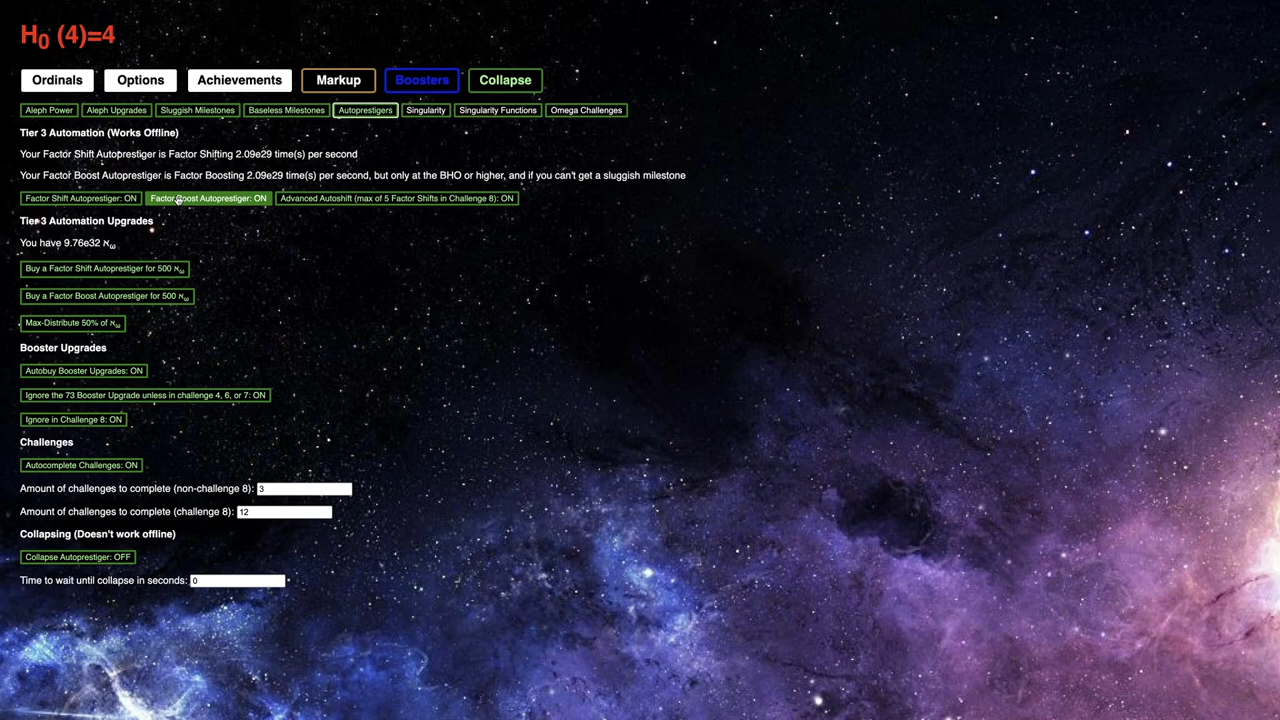 H₀ (4)=4
Ordinals Options Achievements Markup Boosters Collapse
Aleph Power Aleph Upgrades Sluggish Milestones Baseless Milestones Autoprestigers Singularity Singularity Functions Omega Challenges
Tier 3 Automation (Works Offline)
Your Factor Shift Autoprestiger is Factor Shifting 2.09e29 time(s) per second
Your Factor Boost Autoprestiger is Factor Boosting 2.09e29 time(s) per second, but only at the BHO or higher, and if you can't get a sluggish milestone
Factor Shift Autoprestiger: ON Factor Boost Autoprestiger: ON Advanced Autoshift (max of 5 Factor Shifts in Challenge 8): ON
Tier 3 Automation Upgrades
You have 9.76e32 ℵω
Buy a Factor Shift Autoprestiger for 500 ℵω
Buy a Factor Boost Autoprestiger for 500 ℵω
Max-Distribute 50% of ℵω
Booster Upgrades
Autobuy Booster Upgrades: ON
Ignore the 73 Booster Upgrade unless in challenge 4, 6, or 7: ON
Ignore in Challenge 8: ON
Challenges
Autocomplete Challenges: ON
Amount of challenges to complete (non-challenge 8): 3
Amount of challenges to complete (challenge 8): 12
Collapsing (Doesn't work offline)
Collapse Autoprestiger: OFF
Time to wait until collapse in seconds: 0